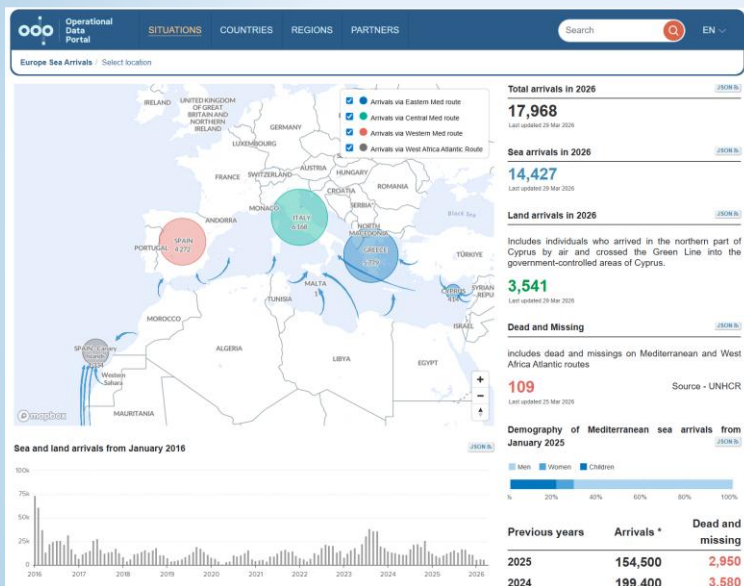 Operational
Data
Portal
SITUATIONS
COUNTRIES
REGIONS
PARTNERS
Search
EN
Europe Sea Arrivals / Select location
Arrivals via Eastern Med route
Arrivals via Central Med route
Arrivals via Western Med route
Arrivals via West Africa Atlantic Route
IRELAND
UNITED KINGDOM
OF GREAT
BRITAIN AND
NORTHERN
IRELAND
GERMANY
LUXEMBOURG
FRANCE
SWITZERLAND
AUSTRIA
HUNGARY
CROATIA
ROMANIA
SERBIA
MONACO
ITALY
ANDORRA
NORTH
MACEDONIA
Black Sea
PORTUGAL
SPAIN
4 272
GREECE
TÜRKIYE
MALTA
1
CYPRUS
SYRIAN
TUNISIA
MOROCCO
ISRAEL
ALGERIA
LIBYA
EGYPT
SPAIN, Canary
Islands
Western
Sahara
MAURITANIA
mapbox
Total arrivals in 2026
JSON
17,968
Last updated 29 Mar 2026
Sea arrivals in 2026
JSON
14,427
Last updated 29 Mar 2026
Land arrivals in 2026
JSON
Includes individuals who arrived in the northern part of
Cyprus by air and crossed the Green Line into the
government-controlled areas of Cyprus.
3,541
Last updated 29 Mar 2026
Dead and Missing
JSON
includes dead and missings on Mediterranean and West
Africa Atlantic routes
109
Source - UNHCR
Last updated 25 Mar 2026
Demography of Mediterranean sea arrivals from
January 2025
JSON
Men
Women
Children
%
20%
40%
60%
80%
100%
Previous years
Arrivals *
Dead and
missing
2025
154,500
2,950
2024
199,400
3,589
Sea and land arrivals from January 2016
JSON
100k
75k
50k
25k
0
2016
2017
2018
2019
2020
2021
2022
2023
2024
2025
2026